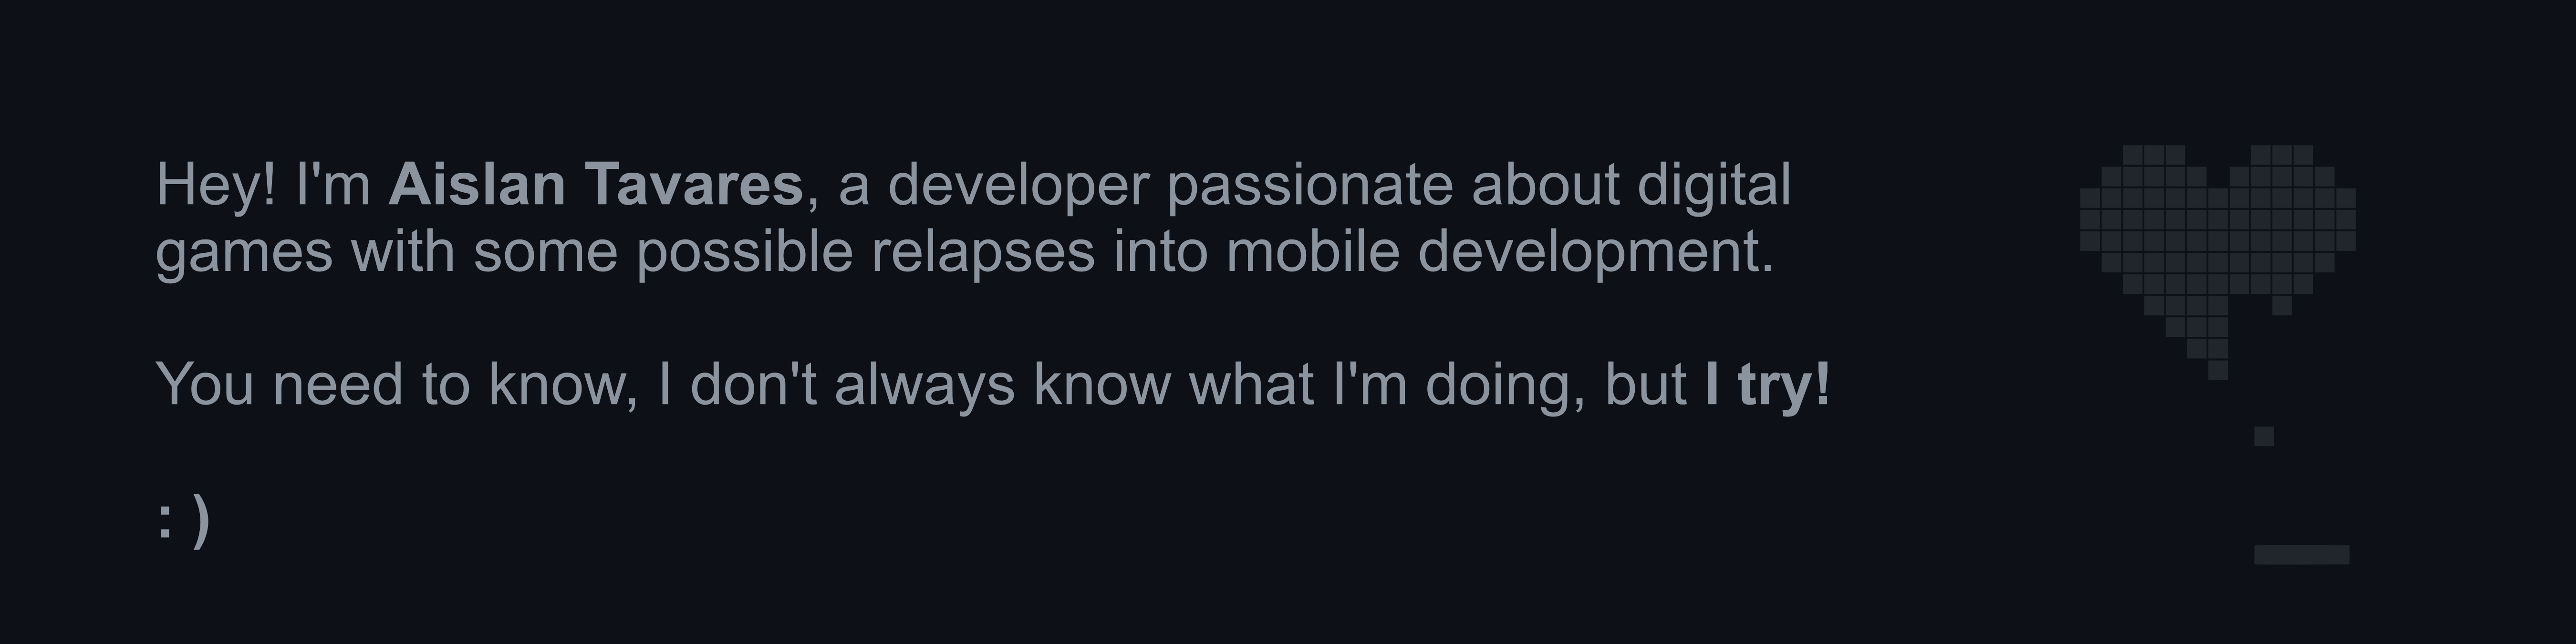 Hey! I'm Aislan Tavares, a developer passionate about digital
games with some possible relapses into mobile development.
You need to know, I don't always know what I'm doing, but I try!
: )